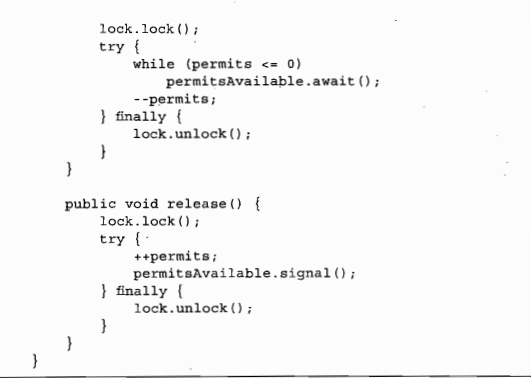 lock.lock();
try {
while (permits <= 0)
permitsAvailable.await();
--permits;
} finally {
lock.unlock();
}
}
public void release() {
lock.lock();
try {
++permits;
permitsAvailable.signal();
} finally {
lock.unlock();
}
}
}